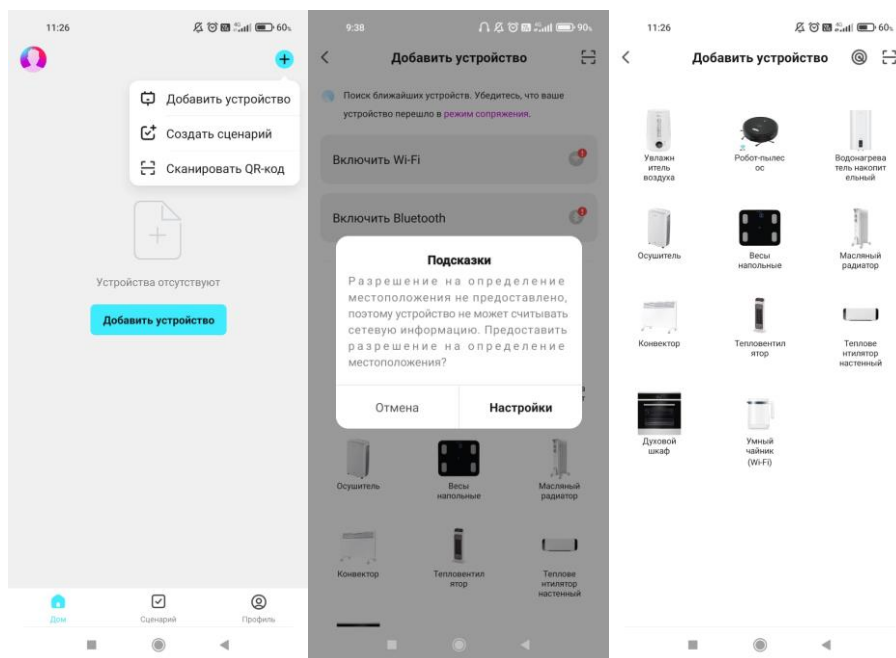 11:26
60%
Добавить устройство
Создать сценарий
Сканировать QR-код
Устройства отсутствуют
Добавить устройство
Дом
Сценарий
Профиль
9:38
90%
Добавить устройство
Поиск ближайших устройств. Убедитесь, что ваше
устройство перешло в режим сопряжения.
Включить Wi-Fi
Включить Bluetooth
Подсказки
Разрешение на определение
местоположения не предоставлено,
поэтому устройство не может считывать
сетевую информацию. Предоставить
разрешение на определение
местоположения?
Отмена
Настройки
Осушитель
Весы
напольные
Масляный
радиатор
Конвектор
Тепловентил
ятор
Теплове
нтилятор
настенный
11:26
60%
Добавить устройство
Увлажн
итель
воздуха
Робот-пылес
ос
Водонагрева
тель накопит
ельный
Осушитель
Весы
напольные
Масляный
радиатор
Конвектор
Тепловентил
ятор
Теплове
нтилятор
настенный
Духовой
шкаф
Умный
чайник
(Wi-Fi)